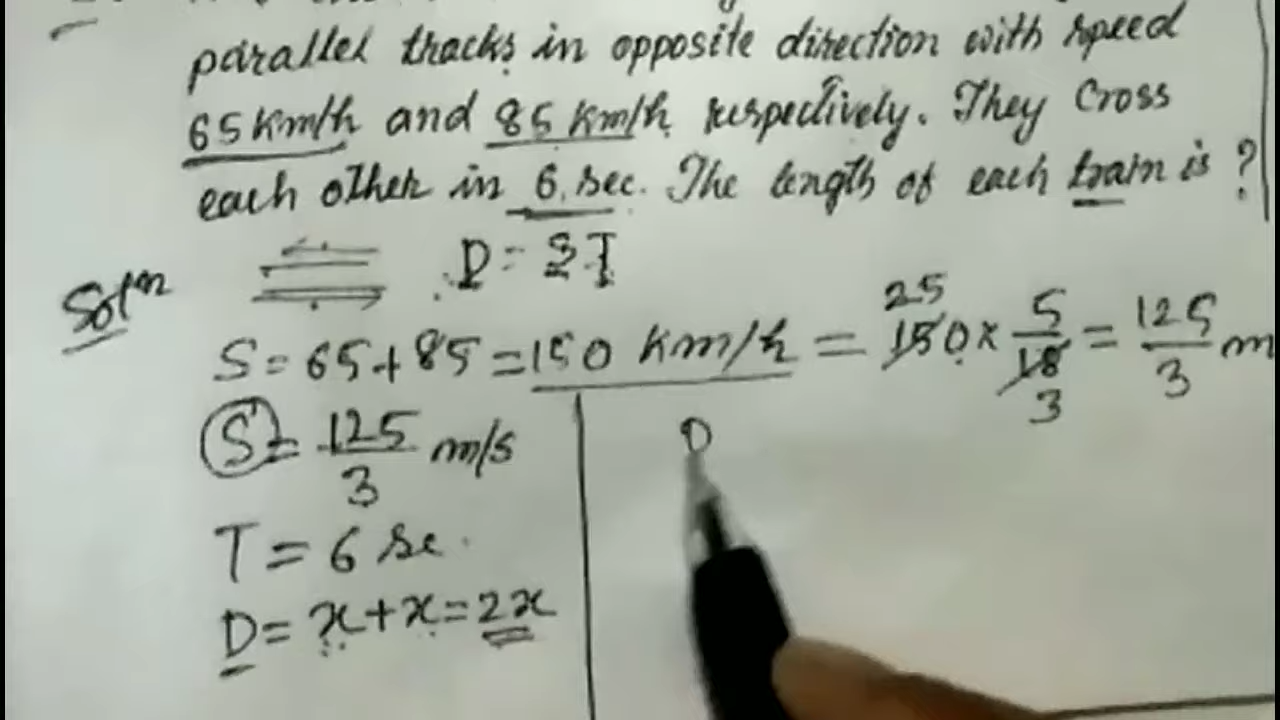 parallel tracks in opposite direction with speed
65 Km/h and 85 Km/h respectively. They Cross
each other in 6 sec. The length of each train is ?
Solⁿ D = ST
S = 65 + 85 = 150 Km/h = 150 × 5/18 = 125/3 m
25
3
S = 125/3 m/s
D
T = 6 sec.
D = x + x = 2x